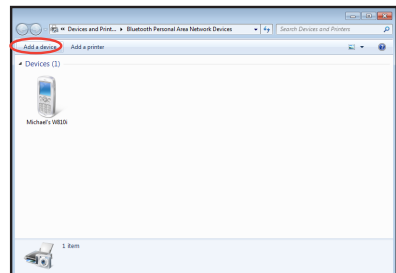 « Devices and Print... ▸ Bluetooth Personal Area Network Devices
Search Devices and Printers
Add a device
Add a printer
Devices (1)
Michael's W810i
1 item